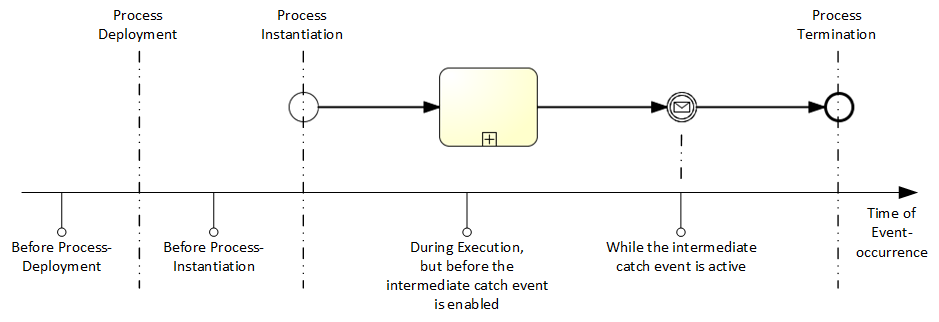 Process
Deployment
Process
Instantiation
Process
Termination
Before Process-
Deployment
Before Process-
Instantiation
During Execution,
but before the
intermediate catch event
is enabled
While the intermediate
catch event is active
Time of
Event-
occurrence